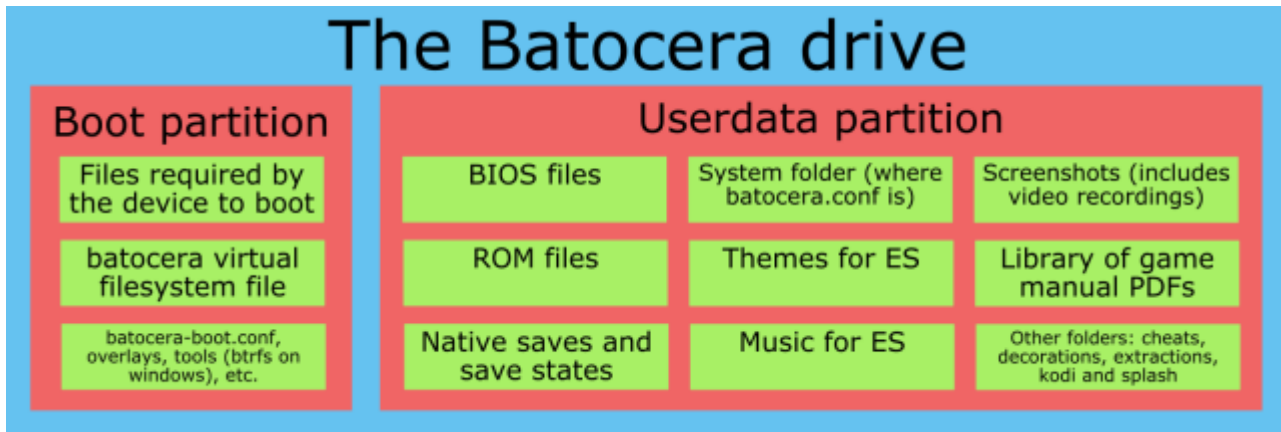 The Batocera drive
Boot partition
Files required by
the device to boot
batocera virtual
filesystem file
batocera-boot.conf,
overlays, tools (btrfs on
windows), etc.
Userdata partition
BIOS files
System folder (where
batocera.conf is)
Screenshots (includes
video recordings)
ROM files
Themes for ES
Library of game
manual PDFs
Native saves and
save states
Music for ES
Other folders: cheats,
decorations, extractions,
kodi and splash